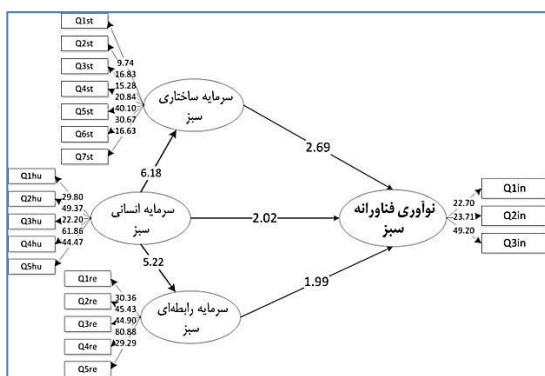 Q1st
Q2st
Q3st
Q4st
Q5st
Q6st
Q7st
9.74
16.83
15.28
20.84
40.10
30.67
16.63
سرمایه ساختاری
سبز
6.18
2.69
Q1hu
Q2hu
Q3hu
Q4hu
Q5hu
29.80
49.37
22.20
61.86
44.47
سرمایه انسانی
سبز
2.02
نوآوری فناورانه
سبز
22.70
23.71
49.20
Q1in
Q2in
Q3in
5.22
1.99
Q1re
Q2re
Q3re
Q4re
Q5re
30.36
45.43
44.90
80.88
29.29
سرمایه رابطه‌ای
سبز